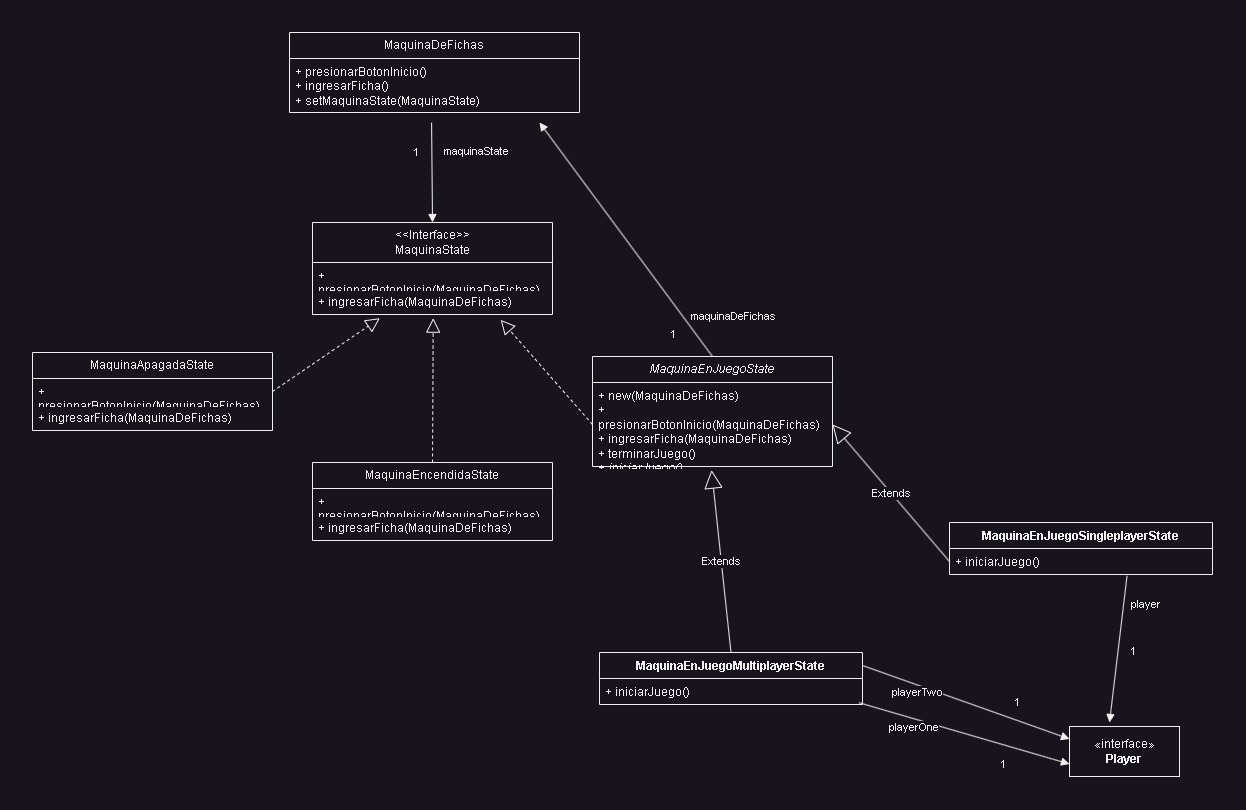 MaquinaDeFichas
+ presionarBotonInicio()
+ ingresarFicha()
+ setMaquinaState(MaquinaState)
1
maquinaState
<<Interface>>
MaquinaState
+
presionarBotonInicio(MaquinaDeFichas)
+ ingresarFicha(MaquinaDeFichas)
maquinaDeFichas
1
MaquinaApagadaState
+
presionarBotonInicio(MaquinaDeFichas)
+ ingresarFicha(MaquinaDeFichas)
MaquinaEnJuegoState
+ new(MaquinaDeFichas)
+
presionarBotonInicio(MaquinaDeFichas)
+ ingresarFicha(MaquinaDeFichas)
+ terminarJuego()
+ iniciarJuego()
MaquinaEncendidaState
+
presionarBotonInicio(MaquinaDeFichas)
+ ingresarFicha(MaquinaDeFichas)
Extends
MaquinaEnJuegoSingleplayerState
+ iniciarJuego()
Extends
player
1
MaquinaEnJuegoMultiplayerState
+ iniciarJuego()
playerTwo
1
playerOne
1
«interface»
Player